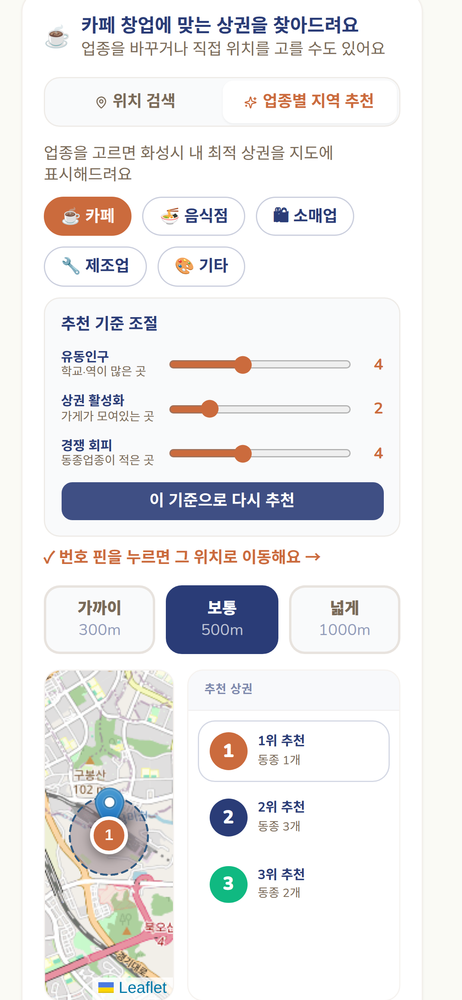 카페 창업에 맞는 상권을 찾아드려요
업종을 바꾸거나 직접 위치를 고를 수도 있어요
위치 검색
업종별 지역 추천
업종을 고르면 화성시 내 최적 상권을 지도에
표시해드려요
카페
음식점
소매업
제조업
기타
추천 기준 조절
유동인구
학교·역이 많은 곳
4
상권 활성화
가게가 모여있는 곳
2
경쟁 회피
동종업종이 적은 곳
4
이 기준으로 다시 추천
✓ 번호 핀을 누르면 그 위치로 이동해요 →
가까이
300m
보통
500m
넓게
1000m
구봉산
102
1
북오산
4
경기대로
Leaflet
추천 상권
1
1위 추천
동종 1개
2
2위 추천
동종 3개
3
3위 추천
동종 2개